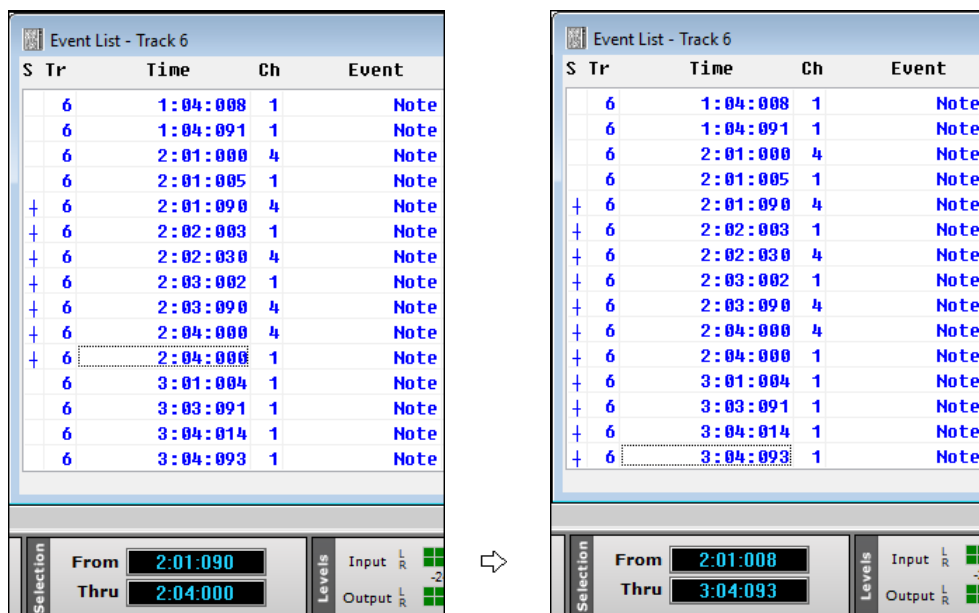 Event List - Track 6
S Tr Time Ch Event
6 1:04:008 1 Note
6 1:04:091 1 Note
6 2:01:000 4 Note
6 2:01:005 1 Note
+ 6 2:01:090 4 Note
+ 6 2:02:003 1 Note
+ 6 2:02:030 4 Note
+ 6 2:03:002 1 Note
+ 6 2:03:090 4 Note
+ 6 2:04:000 4 Note
+ 6 2:04:000 1 Note
6 3:01:004 1 Note
6 3:03:091 1 Note
6 3:04:014 1 Note
6 3:04:093 1 Note
Selection
From 2:01:090
Thru 2:04:000
Levels
Input L R
-2
Output L R
Event List - Track 6
S Tr Time Ch Event
6 1:04:008 1 Note
6 1:04:091 1 Note
6 2:01:000 4 Note
6 2:01:005 1 Note
+ 6 2:01:090 4 Note
+ 6 2:02:003 1 Note
+ 6 2:02:030 4 Note
+ 6 2:03:002 1 Note
+ 6 2:03:090 4 Note
+ 6 2:04:000 4 Note
+ 6 2:04:000 1 Note
+ 6 3:01:004 1 Note
+ 6 3:03:091 1 Note
+ 6 3:04:014 1 Note
+ 6 3:04:093 1 Note
Selection
From 2:01:008
Thru 3:04:093
Levels
Input L R
Output L R